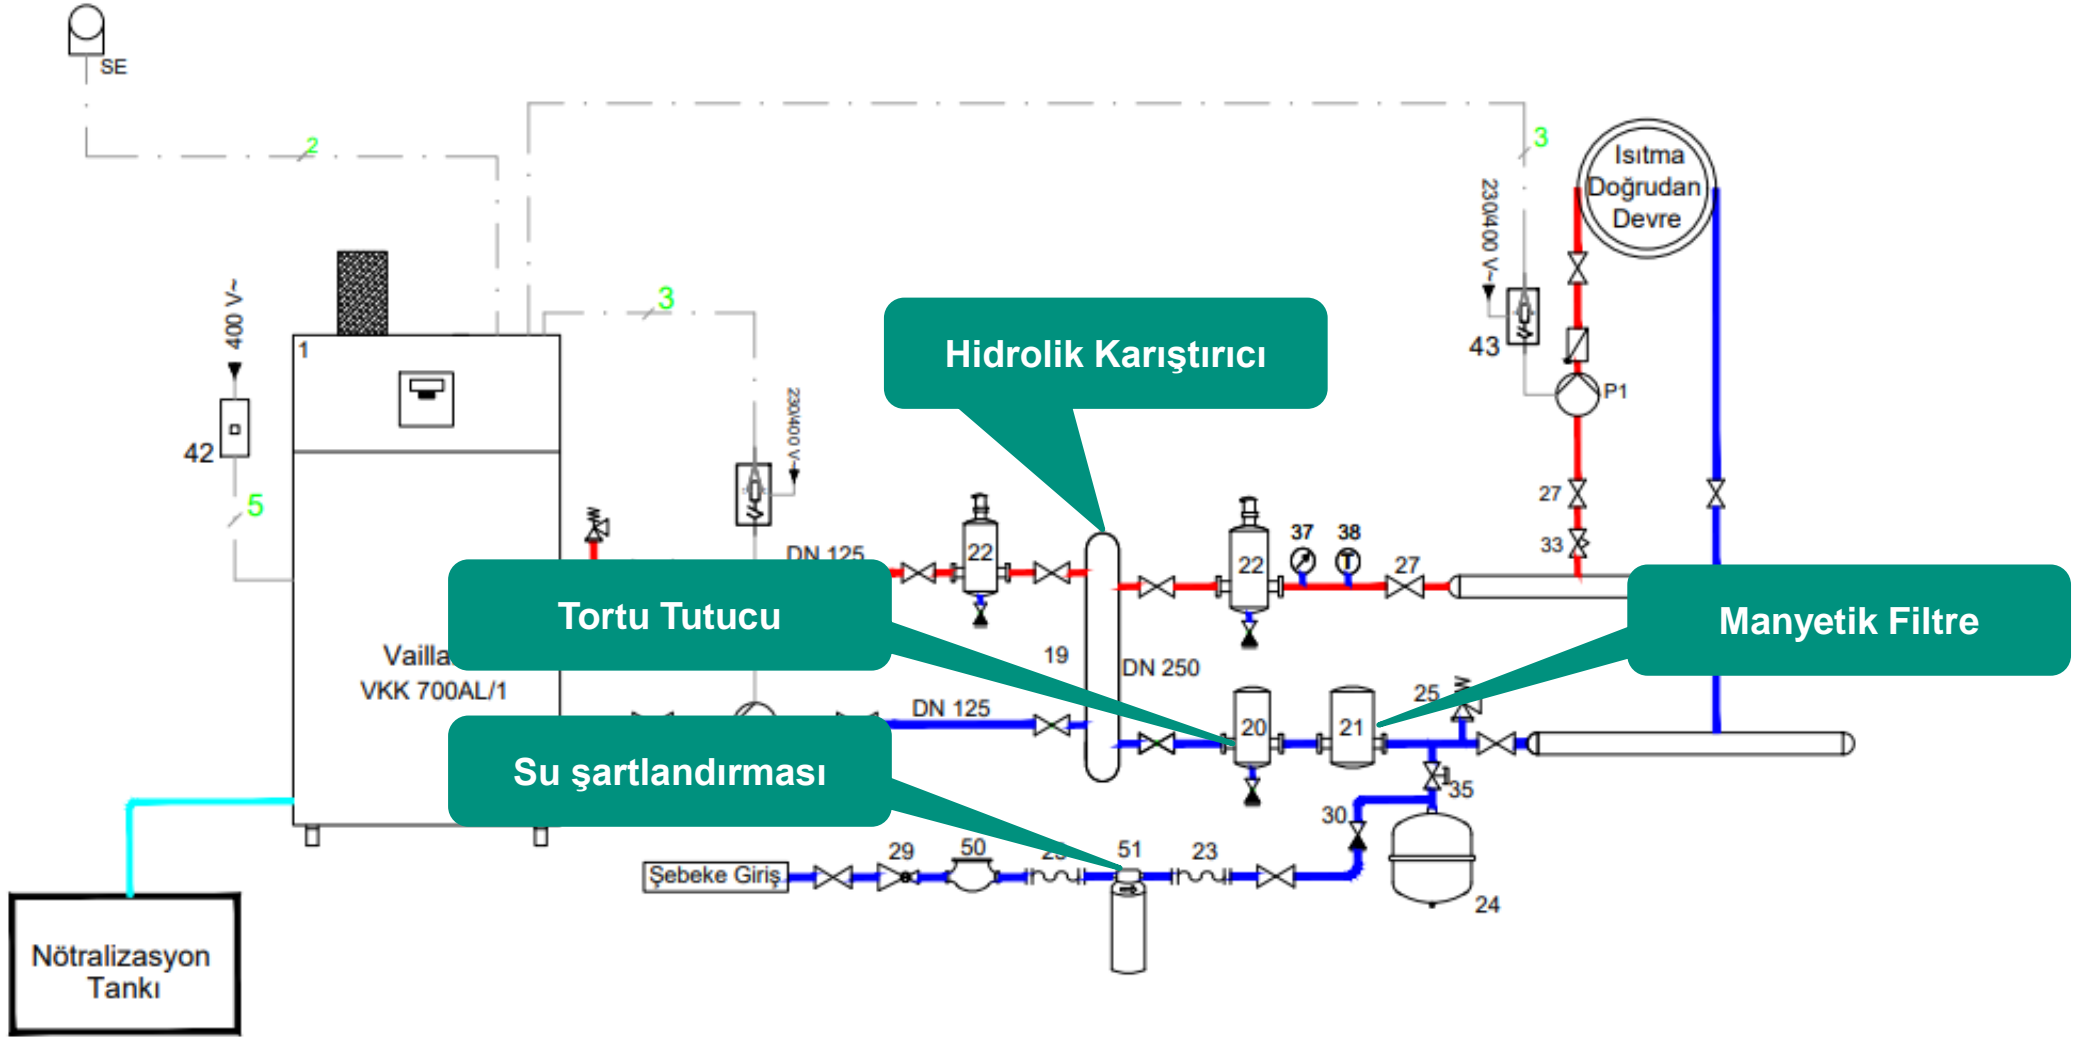 SE
2
3
Isıtma
Doğrudan
Devre
230/400 V~
400 V~
3
1
43
P1
Hidrolik Karıştırıcı
230/400 V~
42
5
27
DN 125
22
22
37
38
T
27
33
Tortu Tutucu
Manyetik Filtre
19
DN 250
VKK 700AL/1
DN 125
20
21
25
Su şartlandırması
35
30
29
50
51
23
Şebeke Giriş
24
Nötralizasyon
Tankı